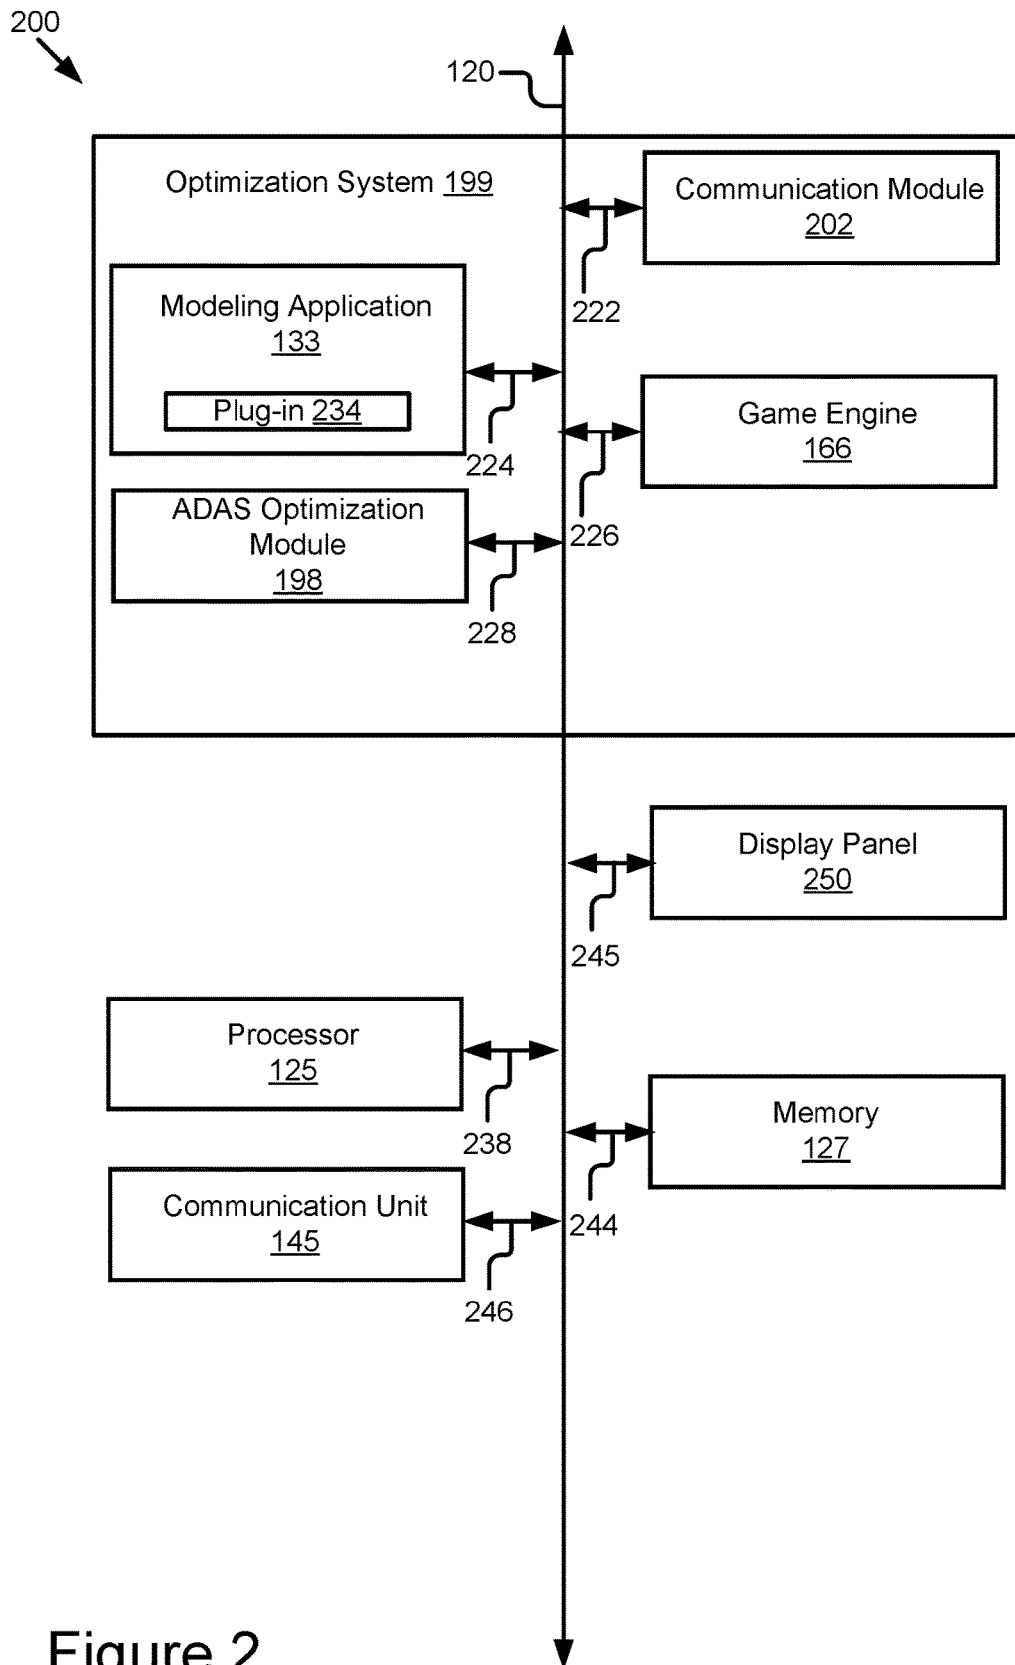 200
120
Optimization System 199
Communication Module
202
222
Modeling Application
133
Plug-in 234
224
Game Engine
166
226
ADAS Optimization
Module
198
228
Display Panel
250
245
Processor
125
238
Memory
127
244
Communication Unit
145
246
Figure 2